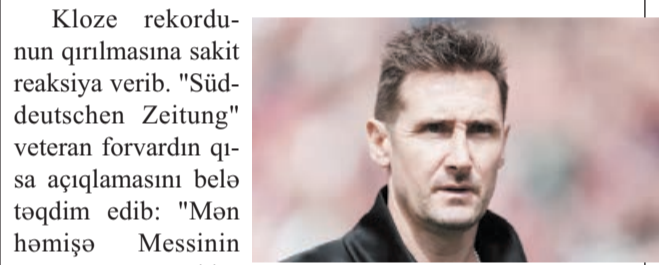 Kloze rekordu-
nun qırılmasına sakit
reaksiya verib. "Süd-
deutschen Zeitung"
veteran forvardın qı-
sa açıqlamasını belə
təqdim edib: "Mən
həmişə Messinin